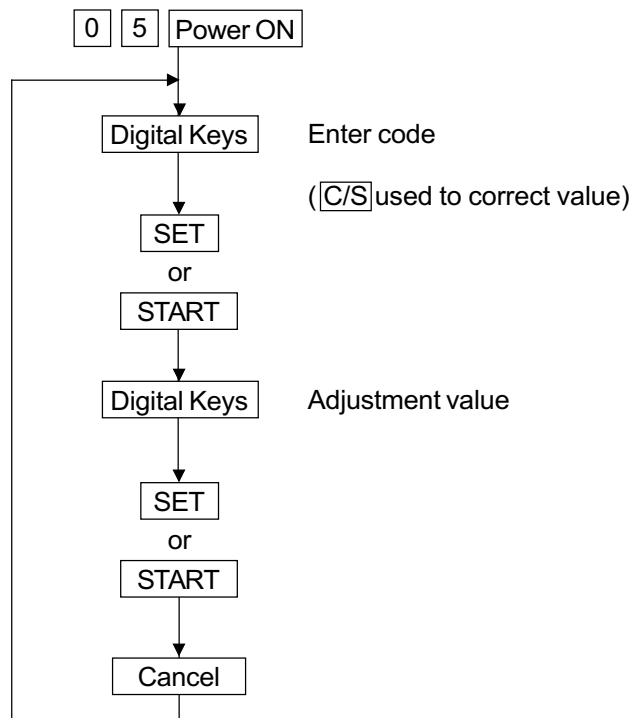 0 5 Power ON
Digital Keys Enter code
(C/S used to correct value)
SET
or
START
Digital Keys Adjustment value
SET
or
START
Cancel